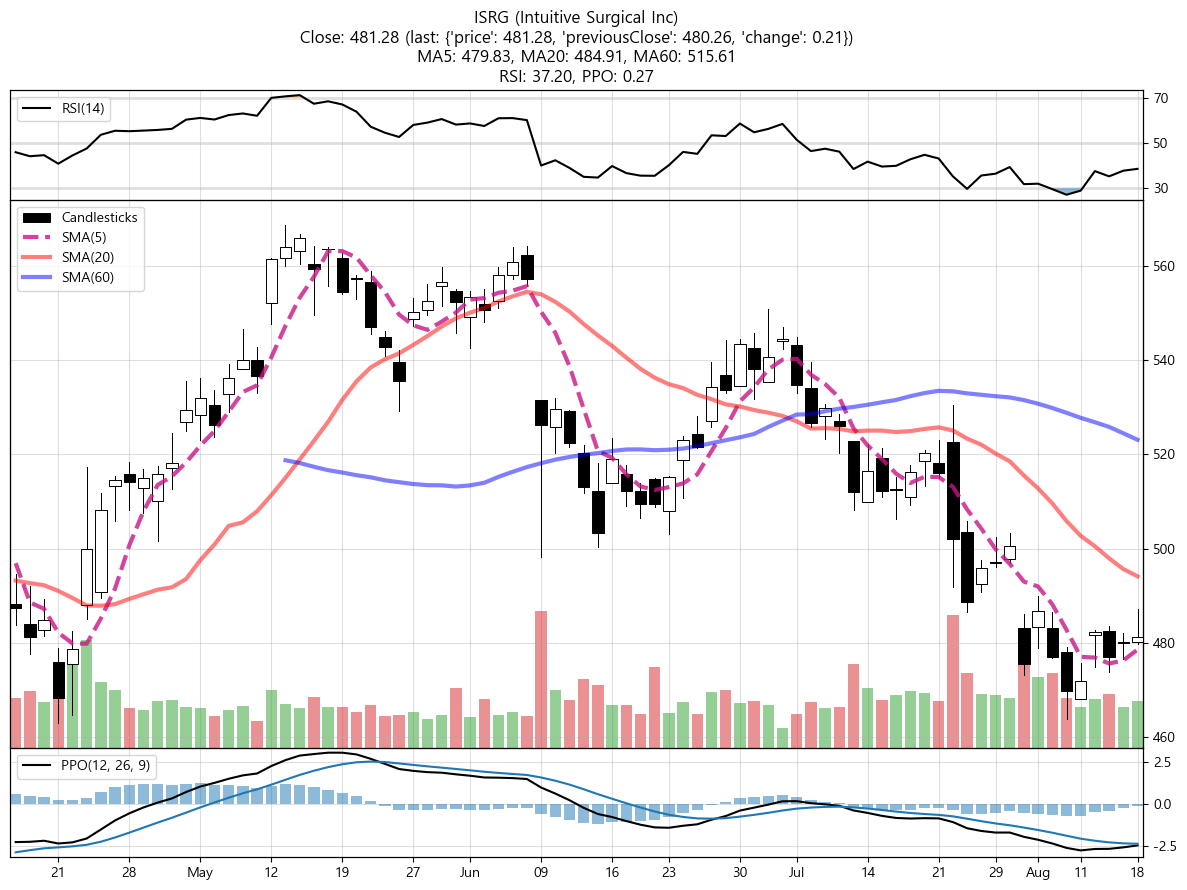 ISRG (Intuitive Surgical Inc)
Close: 481.28 (last: {'price': 481.28, 'previousClose': 480.26, 'change': 0.21})
MA5: 479.83, MA20: 484.91, MA60: 515.61
RSI: 37.20, PPO: 0.27
RSI(14)
70
50
30
Candlesticks
SMA(5)
SMA(20)
SMA(60)
560
540
520
500
480
460
PPO(12, 26, 9)
2.5
0.0
-2.5
21 28 May 12 19 27 Jun 09 16 23 30 Jul 14 21 29 Aug 11 18